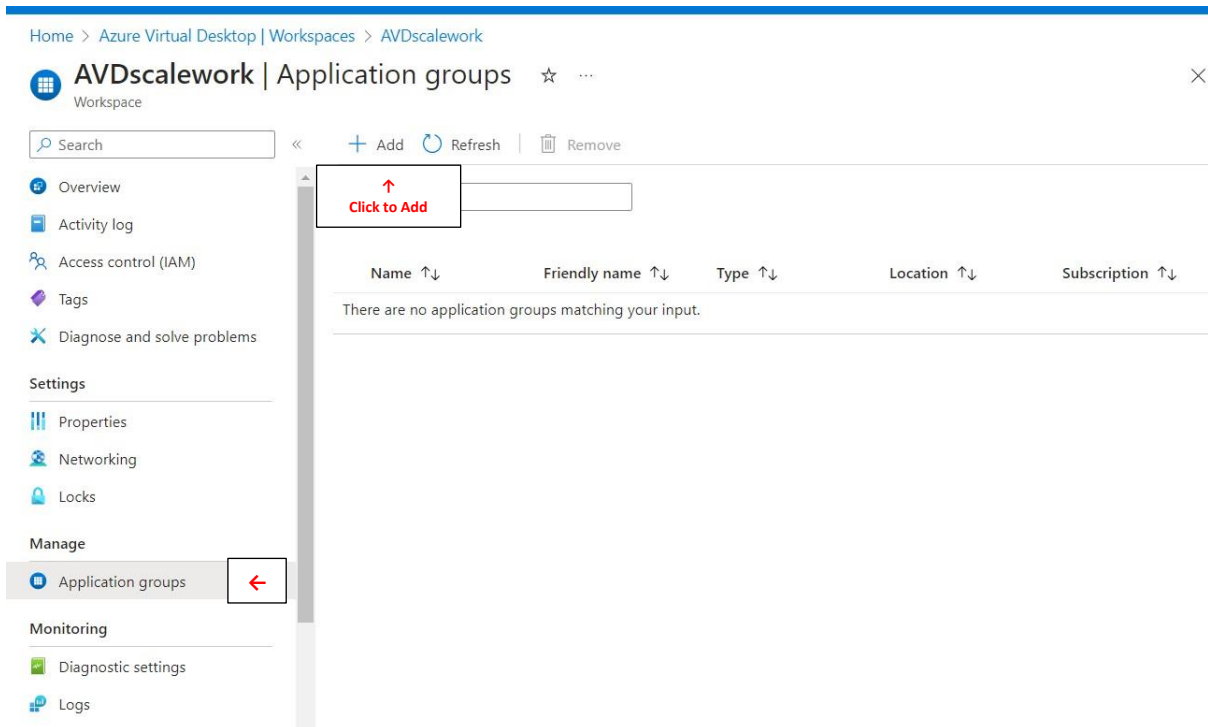 Home > Azure Virtual Desktop | Workspaces > AVDscalework
AVDscalework | Application groups ☆ ...
Workspace
Search «
+ Add Refresh | Remove
↑
Click to Add
Overview
Activity log
Access control (IAM)
Tags
Diagnose and solve problems
Settings
Properties
Networking
Locks
Manage
Application groups ←
Monitoring
Diagnostic settings
Logs
Name ↑↓ Friendly name ↑↓ Type ↑↓ Location ↑↓ Subscription ↑↓
There are no application groups matching your input.